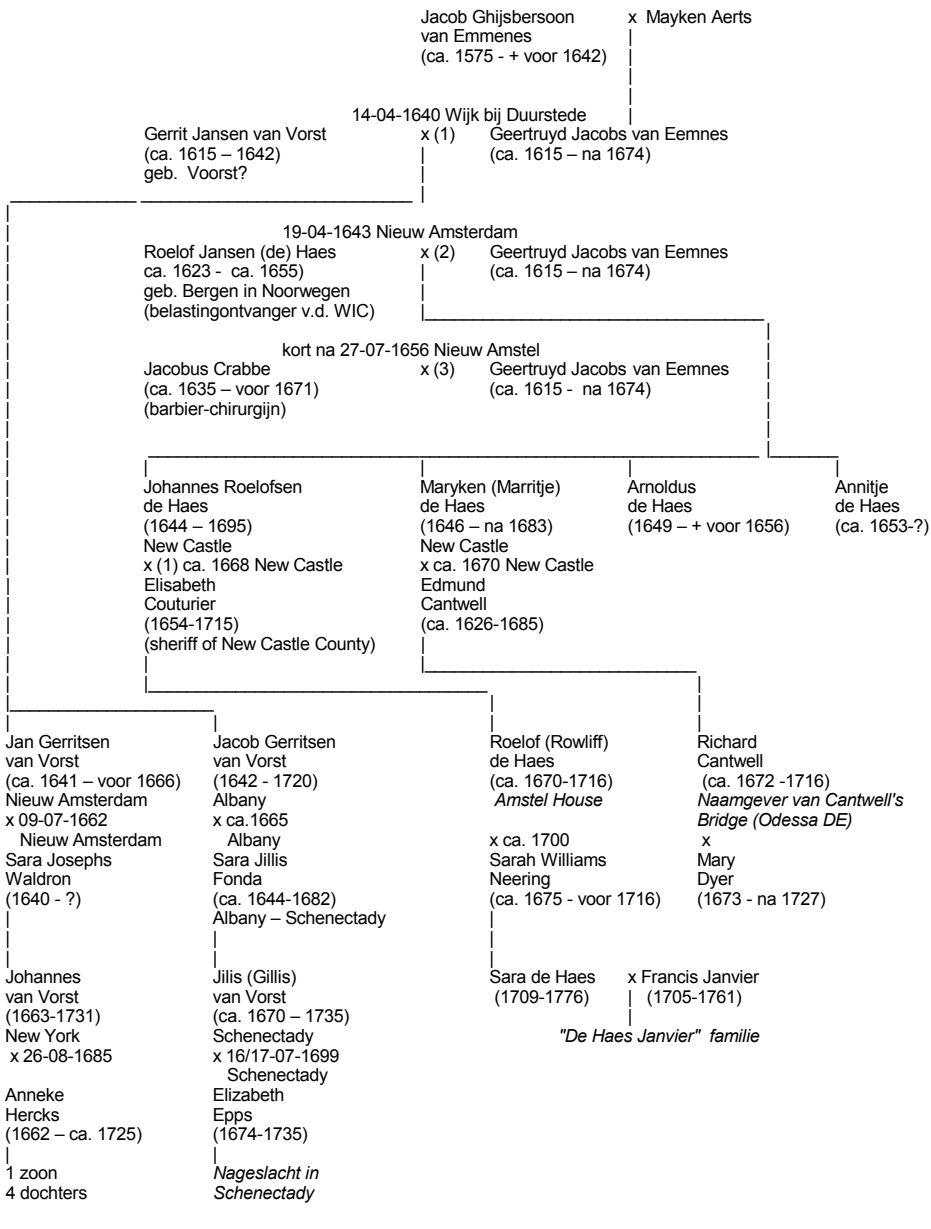 Jacob Ghijsbersoon x Mayken Aerts
van Emmenes
(ca. 1575 - + voor 1642)
14-04-1640 Wijk bij Duurstede
Gerrit Jansen van Vorst x (1) Geertruyd Jacobs van Eemnes
(ca. 1615 – 1642) (ca. 1615 – na 1674)
geb. Voorst?
19-04-1643 Nieuw Amsterdam
Roelof Jansen (de) Haes x (2) Geertruyd Jacobs van Eemnes
ca. 1623 - ca. 1655) (ca. 1615 – na 1674)
geb. Bergen in Noorwegen
(belastingontvanger v.d. WIC)
kort na 27-07-1656 Nieuw Amstel
Jacobus Crabbe x (3) Geertruyd Jacobs van Eemnes
(ca. 1635 – voor 1671) (ca. 1615 - na 1674)
(barbier-chirurgijn)
Johannes Roelofsen Maryken (Marritje) Arnoldus Annitje
de Haes de Haes de Haes de Haes
(1644 – 1695) (1646 – na 1683) (1649 – + voor 1656) (ca. 1653-?)
New Castle New Castle
x (1) ca. 1668 New Castle x ca. 1670 New Castle
Elisabeth Edmund
Couturier Cantwell
(1654-1715) (ca. 1626-1685)
(sheriff of New Castle County)
Jan Gerritsen Jacob Gerritsen Roelof (Rowliff) Richard
van Vorst van Vorst de Haes Cantwell
(ca. 1641 – voor 1666) (1642 - 1720) (ca. 1670-1716) (ca. 1672 -1716)
Nieuw Amsterdam Albany Amstel House Naamgever van Cantwell's
x 09-07-1662 x ca.1665 Bridge (Odessa DE)
Nieuw Amsterdam Albany x ca. 1700 x
Sara Josephs Sara Jillis Sarah Williams Mary
Waldron Fonda Neering Dyer
(1640 - ?) (ca. 1644-1682) (ca. 1675 - voor 1716) (1673 - na 1727)
Albany – Schenectady
Johannes Jilis (Gillis) Sara de Haes x Francis Janvier
van Vorst van Vorst (1709-1776) (1705-1761)
(1663-1731) (ca. 1670 – 1735)
New York Schenectady "De Haes Janvier" familie
x 26-08-1685 x 16/17-07-1699
Schenectady
Anneke Elizabeth
Hercks Epps
(1662 – ca. 1725) (1674-1735)
1 zoon Nageslacht in
4 dochters Schenectady